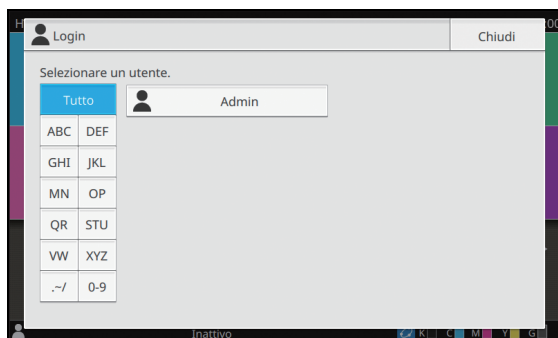 Login
Chiudi
Selezionare un utente.
Tutto
Admin
ABC DEF
GHI JKL
MN OP
QR STU
VW XYZ
.~/ 0-9
Inattivo K C M Y G